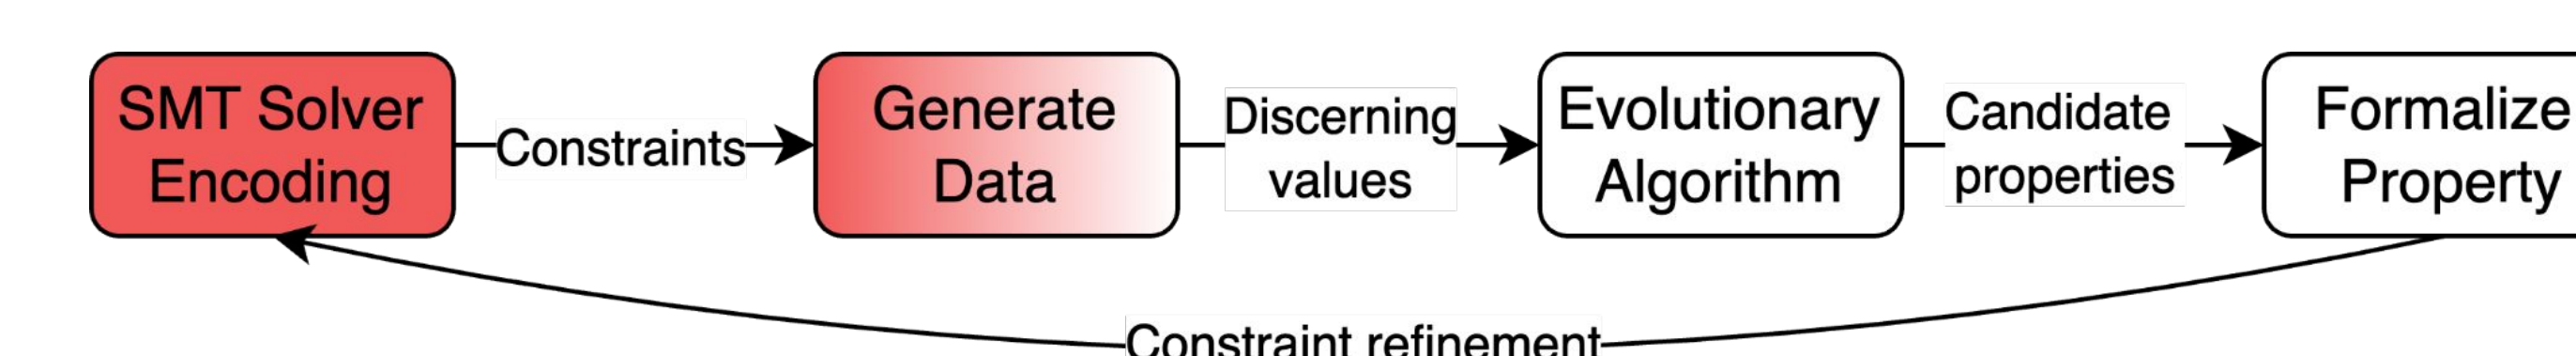 SMT Solver
Encoding
Constraints
Generate
Data
Discerning
values
Evolutionary
Algorithm
Candidate
properties
Formalize
Property
Constraint refinement